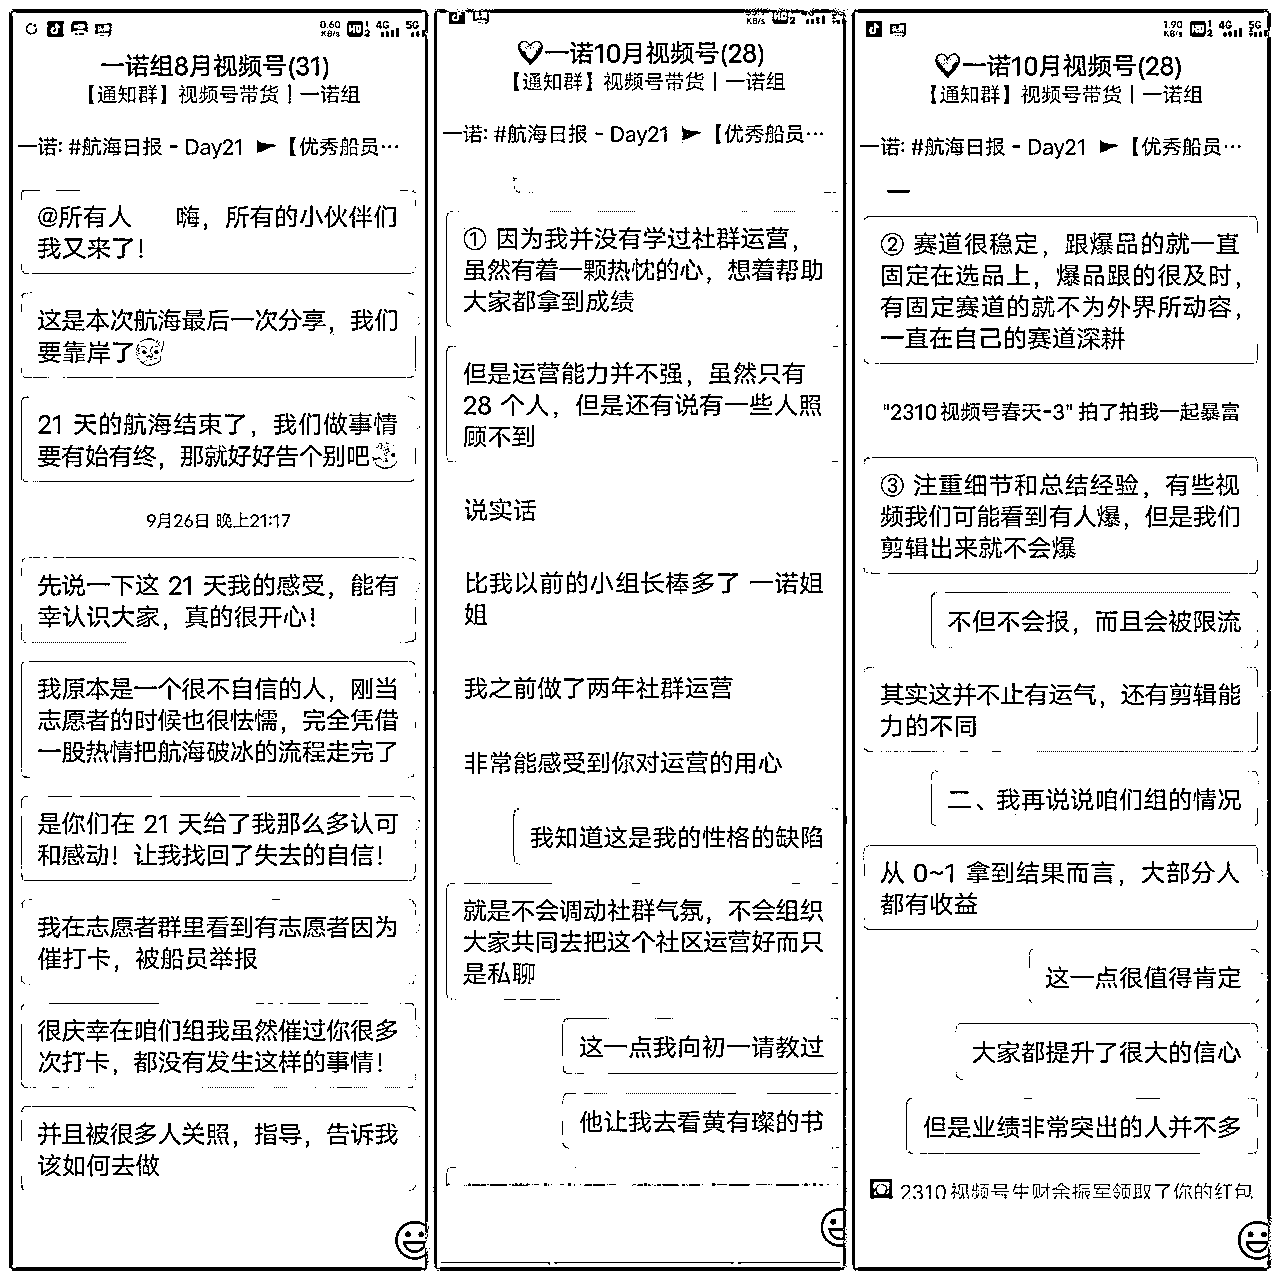 0.60 KB/s HD 1 2 4G 5G
一诺组8月视频号(31)
【通知群】视频号带货丨一诺组
一诺: #航海日报 - Day21 ►【优秀船员…
@所有人 嗨，所有的小伙伴们
我又来了！
这是本次航海最后一次分享，我们
要靠岸了
21 天的航海结束了，我们做事情
要有始有终，那就好好告个别吧
9月26日 晚上21:17
先说一下这 21 天我的感受，能有
幸认识大家，真的很开心！
我原本是一个很不自信的人，刚当
志愿者的时候也很怯懦，完全凭借
一股热情把航海破冰的流程走完了
是你们在 21 天给了我那么多认可
和感动！让我找回了失去的自信！
我在志愿者群里看到有志愿者因为
催打卡，被船员举报
很庆幸在咱们组我虽然催过你很多
次打卡，都没有发生这样的事情！
并且被很多人关照，指导，告诉我
该如何去做
一诺10月视频号(28)
【通知群】视频号带货丨一诺组
一诺: #航海日报 - Day21 ►【优秀船员…
① 因为我并没有学过社群运营，
虽然有着一颗热忱的心，想着帮助
大家都拿到成绩
但是运营能力并不强，虽然只有
28 个人，但是还有说有一些人照
顾不到
说实话
比我以前的小组长棒多了 一诺姐
姐
我之前做了两年社群运营
非常能感受到你对运营的用心
我知道这是我的性格的缺陷
就是不会调动社群气氛，不会组织
大家共同去把这个社区运营好而只
是私聊
这一点我向初一请教过
他让我去看黄有璨的书
1.90 KB/s HD 1 2 4G 5G
一诺10月视频号(28)
【通知群】视频号带货丨一诺组
一诺: #航海日报 - Day21 ►【优秀船员…
② 赛道很稳定，跟爆品的就一直
固定在选品上，爆品跟的很及时，
有固定赛道的就不为外界所动容，
一直在自己的赛道深耕
"2310视频号春天-3" 拍了拍我一起暴富
③ 注重细节和总结经验，有些视
频我们可能看到有人爆，但是我们
剪辑出来就不会爆
不但不会报，而且会被限流
其实这并不止有运气，还有剪辑能
力的不同
二、我再说说咱们组的情况
从 0~1 拿到结果而言，大部分人
都有收益
这一点很值得肯定
大家都提升了很大的信心
但是业绩非常突出的人并不多
2310视频号生财余振军领取了你的红包